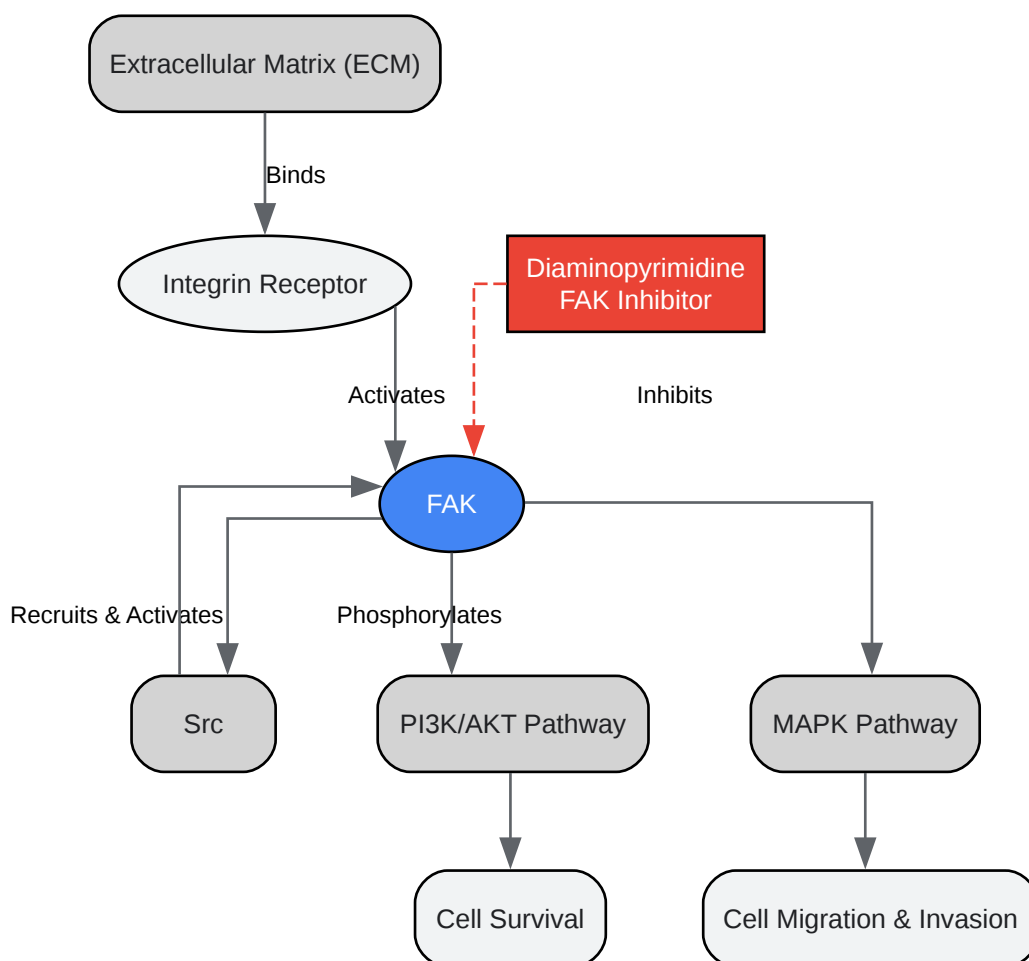 Extracellular Matrix (ECM)
Binds
Integrin Receptor
Diaminopyrimidine
FAK Inhibitor
Activates
Inhibits
FAK
Recruits & Activates
Phosphorylates
Src
PI3K/AKT Pathway
MAPK Pathway
Cell Survival
Cell Migration & Invasion